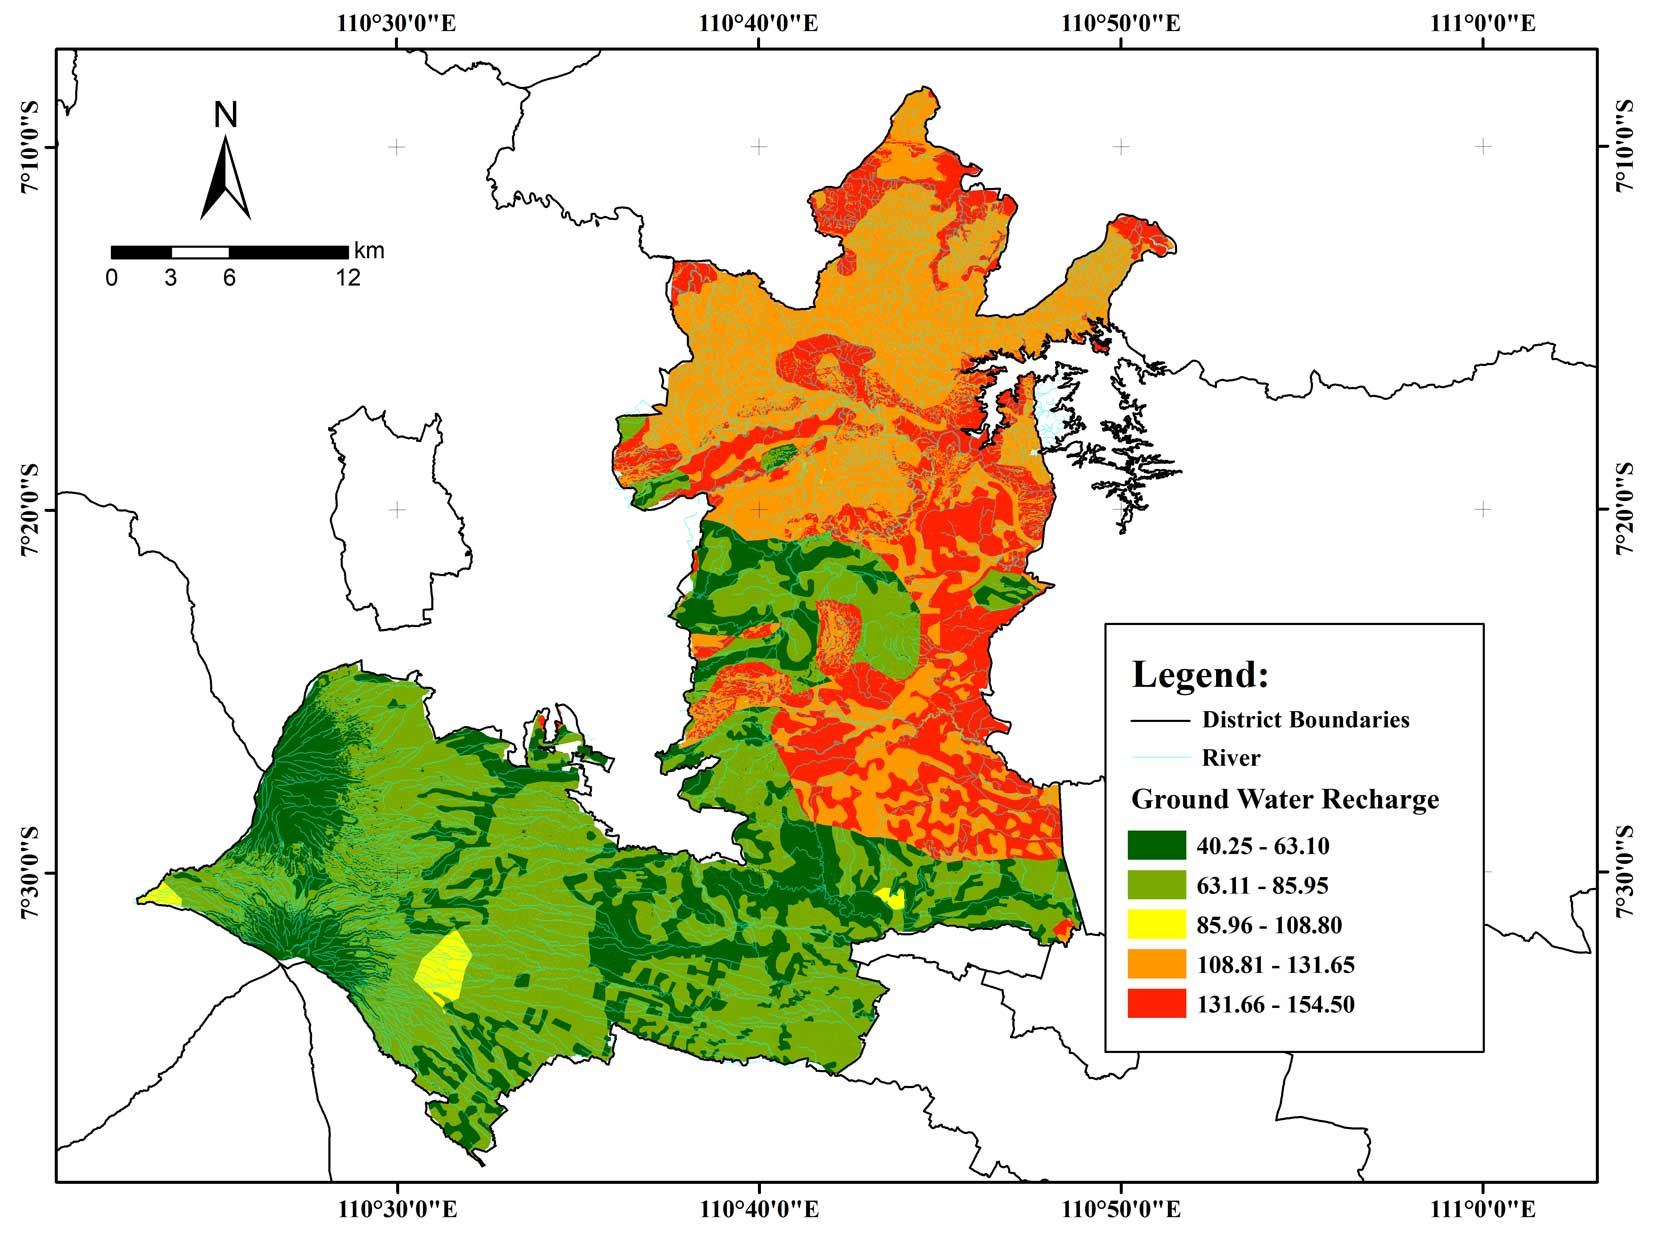 110°30'0"E 110°40'0"E 110°50'0"E 111°0'0"E
7°10'0"S 7°10'0"S
N
km
0 3 6 12
7°20'0"S 7°20'0"S
Legend:
District Boundaries
River
Ground Water Recharge
40.25 - 63.10
63.11 - 85.95
85.96 - 108.80
108.81 - 131.65
131.66 - 154.50
7°30'0"S 7°30'0"S
110°30'0"E 110°40'0"E 110°50'0"E 111°0'0"E